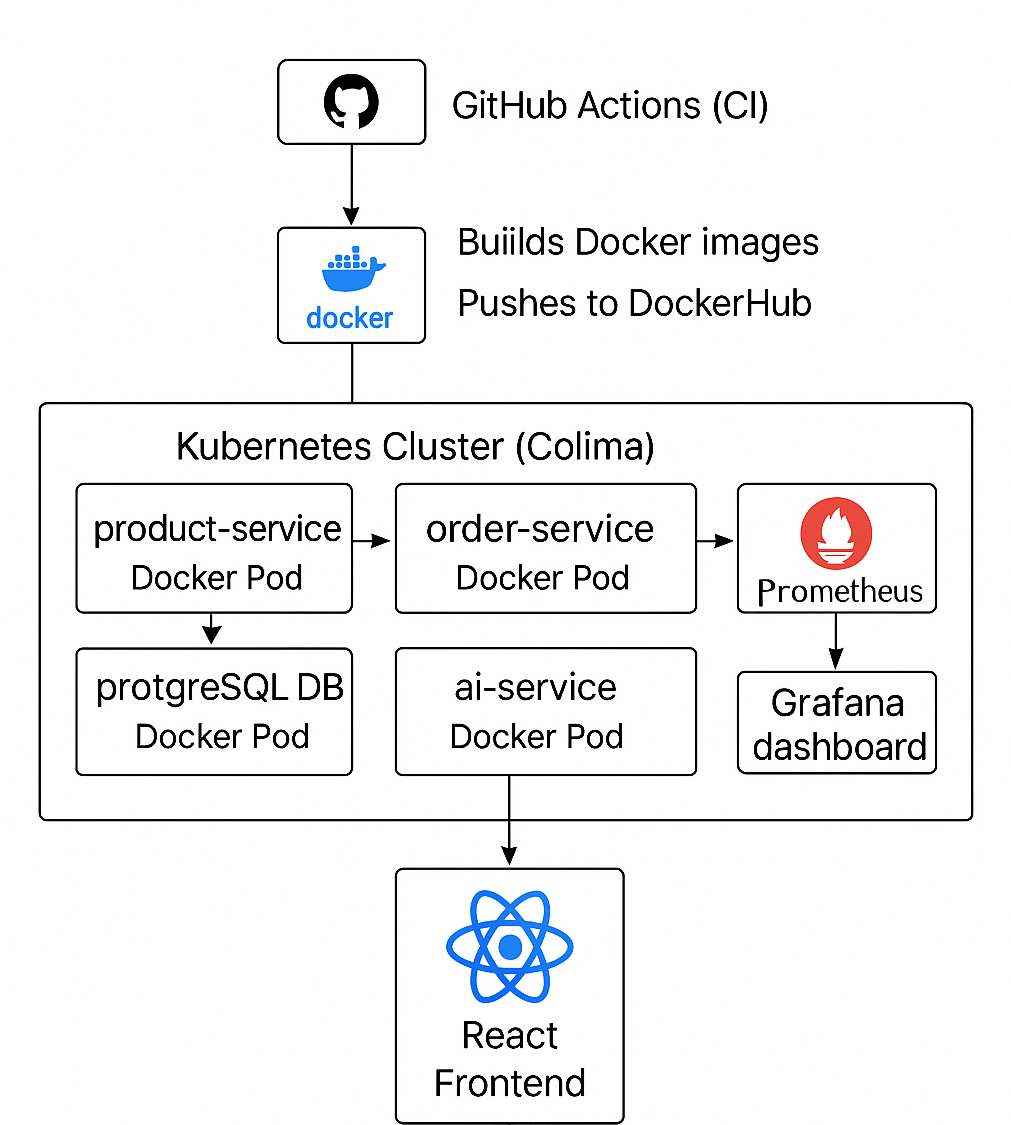 GitHub Actions (CI)
docker
Buiilds Docker images
Pushes to DockerHub
Kubernetes Cluster (Colima)
product-service
Docker Pod
order-service
Docker Pod
Prometheus
protgreSQL DB
Docker Pod
ai-service
Docker Pod
Grafana
dashboard
React
Frontend